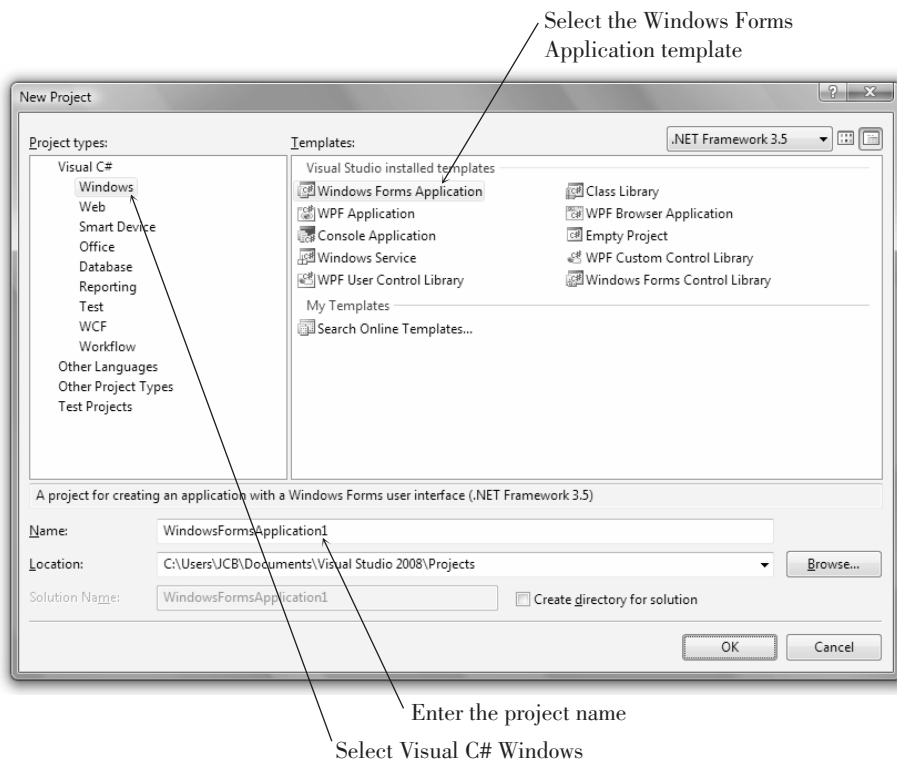 Select the Windows Forms
Application template
New Project
Project types:
Templates:
.NET Framework 3.5
Visual C#
Windows
Web
Smart Device
Office
Database
Reporting
Test
WCF
Workflow
Other Languages
Other Project Types
Test Projects
Visual Studio installed templates
Windows Forms Application
Class Library
WPF Application
WPF Browser Application
Console Application
Empty Project
Windows Service
WPF Custom Control Library
WPF User Control Library
Windows Forms Control Library
My Templates
Search Online Templates...
A project for creating an application with a Windows Forms user interface (.NET Framework 3.5)
Name:
WindowsFormsApplication1
Location:
C:\Users\JCB\Documents\Visual Studio 2008\Projects
Browse...
Solution Name:
WindowsFormsApplication1
Create directory for solution
OK
Cancel
Enter the project name
Select Visual C# Windows